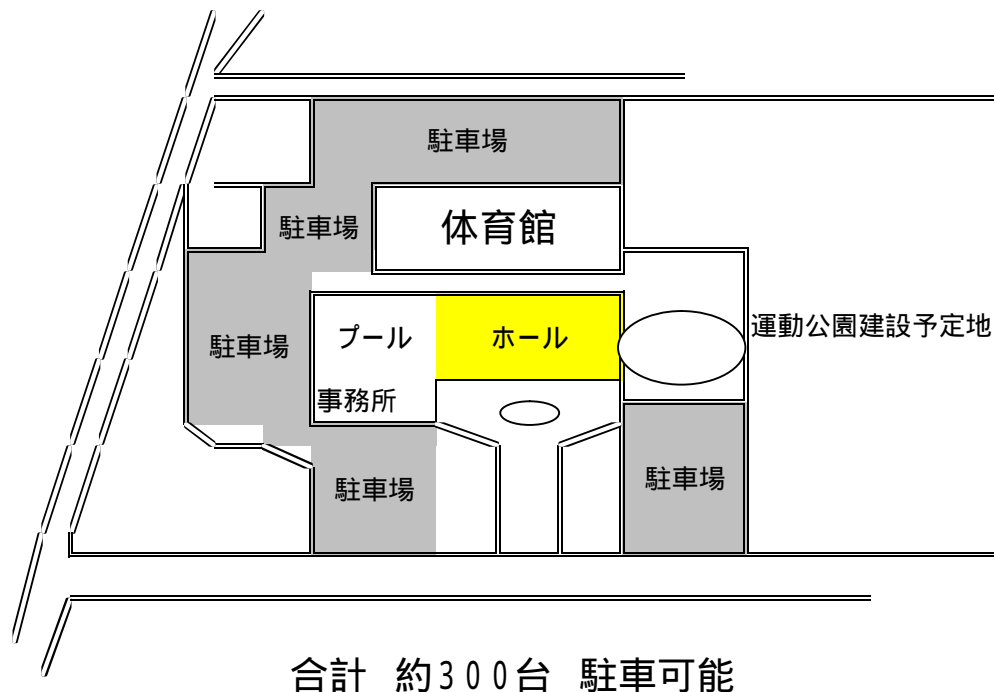 駐車場
体育館
駐車場
運動公園建設予定地
プール
ホール
駐車場
事務所
駐車場
駐車場
合計 約300台 駐車可能